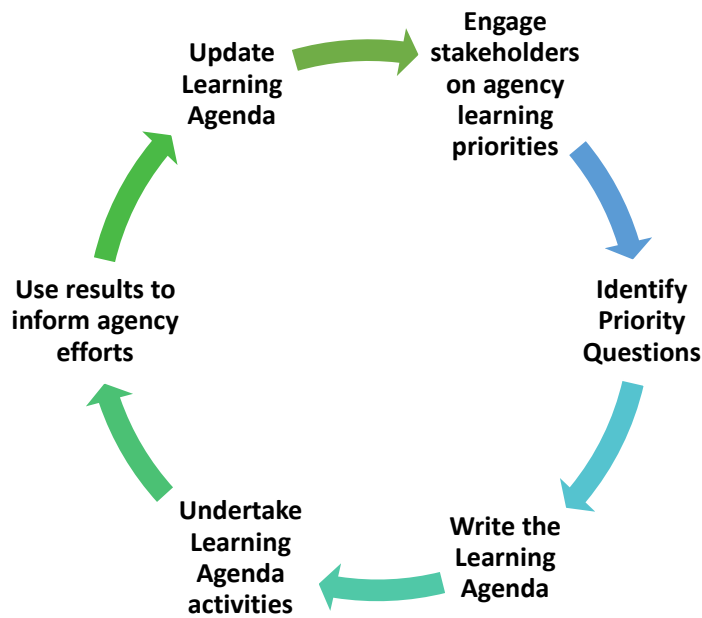 Update
Learning
Agenda
Engage
stakeholders
on agency
learning
priorities
Identify
Priority
Questions
Write the
Learning
Agenda
Undertake
Learning
Agenda
activities
Use results to
inform agency
efforts